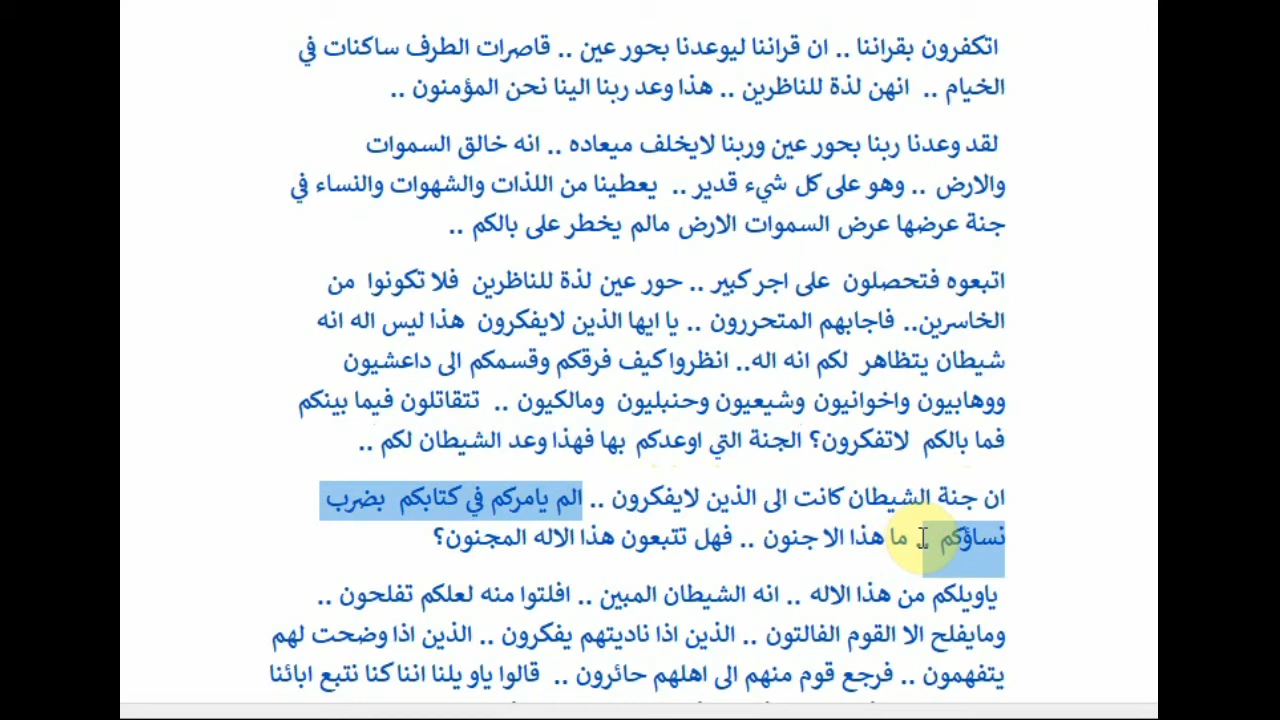 اتكفرون بقراننا .. ان قراننا ليوعدنا بحور عين .. قاصرات الطرف ساكنات في
الخيام .. انهن لذة للناظرين .. هذا وعد ربنا الينا نحن المؤمنون ..
لقد وعدنا ربنا بحور عين وربنا لايخلف ميعاده .. انه خالق السموات
والارض .. وهو على كل شيء قدير .. يعطينا من اللذات والشهوات والنساء في
جنة عرضها عرض السموات الارض مالم يخطر على بالكم ..
اتبعوه فتحصلون على اجر كبير .. حور عين لذة للناظرين فلا تكونوا من
الخاسرين.. فاجابهم المتحررون .. يا ايها الذين لايفكرون هذا ليس اله انه
شيطان يتظاهر لكم انه اله.. انظروا كيف فرقكم وقسمكم الى داعشيون
ووهابيون واخوانيون وشيعيون وحنبليون ومالكيون .. تتقاتلون فيما بينكم
فما بالكم لاتفكرون؟ الجنة التي اوعدكم بها فهذا وعد الشيطان لكم ..
ان جنة الشيطان كانت الى الذين لايفكرون .. الم يامركم في كتابكم بضرب
نساؤكم .. ما هذا الا جنون .. فهل تتبعون هذا الاله المجنون؟
ياويلكم من هذا الاله .. انه الشيطان المبين .. افلتوا منه لعلكم تفلحون ..
ومايفلح الا القوم الفالتون .. الذين اذا ناديتهم يفكرون .. الذين اذا وضحت لهم
يتفهمون .. فرجع قوم منهم الى اهلهم حائرون .. قالوا ياو يلنا اننا كنا نتبع ابائنا